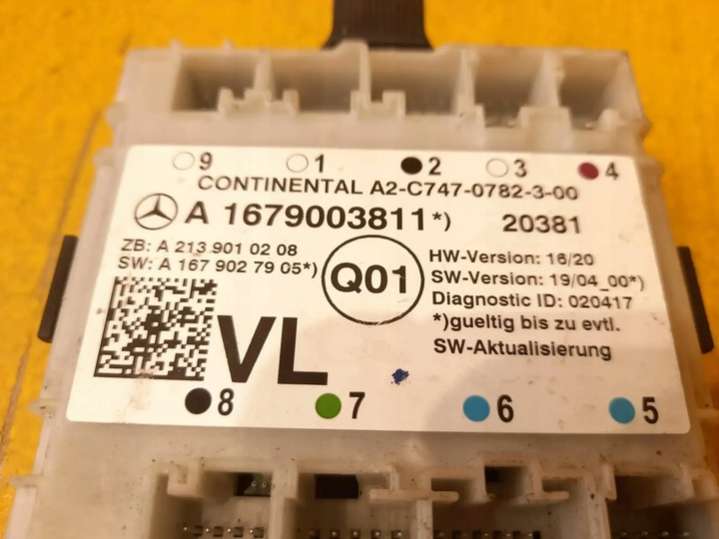 9 1 2 3 4
CONTINENTAL A2-C747-0782-3-00
A 1679003811*) 20381
ZB: A 213 901 02 08
SW: A 167 902 79 05*)
Q01
HW-Version: 16/20
SW-Version: 19/04_00*)
Diagnostic ID: 020417
*)gueltig bis zu evtl.
SW-Aktualisierung
VL
8 7 6 5